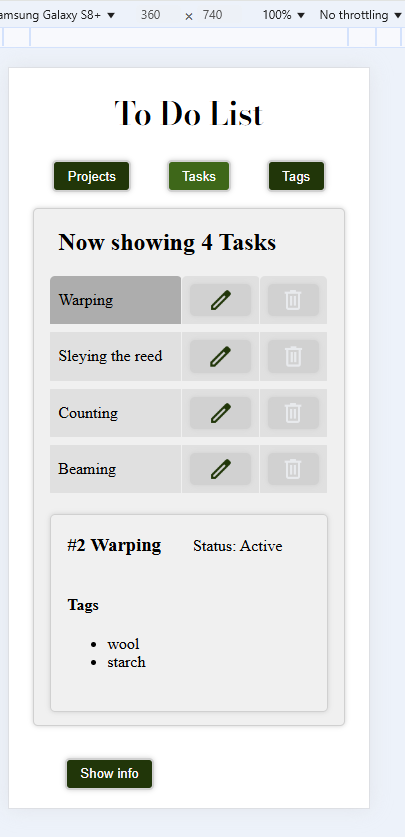 amsung Galaxy S8+ ▼ 360 × 740 100% ▼ No throttling ▼
To Do List
Projects Tasks Tags
Now showing 4 Tasks
Warping
Sleying the reed
Counting
Beaming
#2 Warping Status: Active
Tags
• wool
• starch
Show info